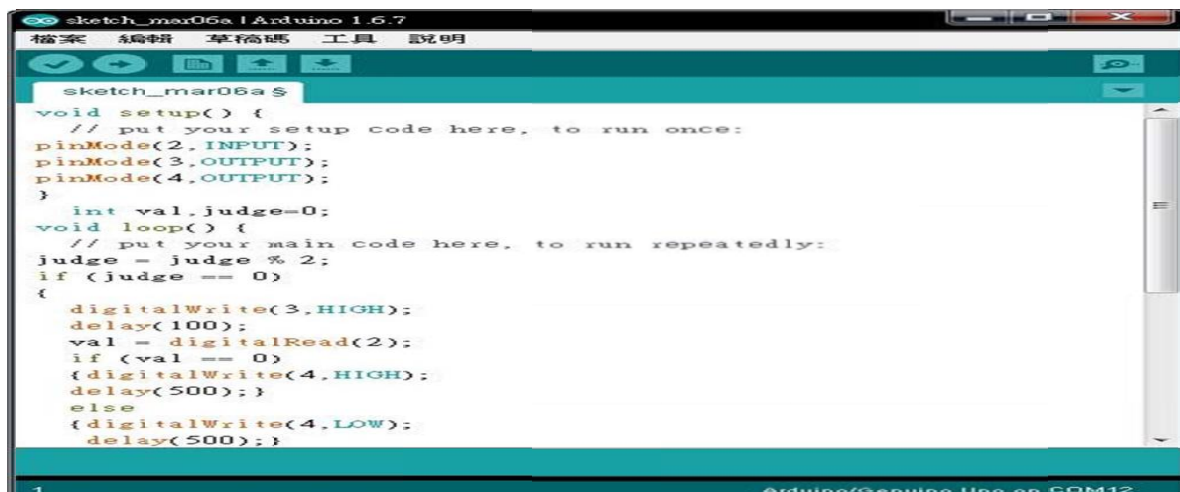 sketch_mar06a | Arduino 1.6.7
檔案 編輯 草稿碼 工具 說明
sketch_mar06a §
void setup() {
// put your setup code here, to run once:
pinMode(2,INPUT);
pinMode(3,OUTPUT);
pinMode(4,OUTPUT);
}
int val,judge=0;
void loop() {
// put your main code here, to run repeatedly:
judge = judge % 2;
if (judge == 0)
{
digitalWrite(3,HIGH);
delay(100);
val = digitalRead(2);
if (val == 0)
{digitalWrite(4,HIGH);
delay(500);}
else
{digitalWrite(4,LOW);
delay(500);}
1 Arduino/Genuino Uno on COM12